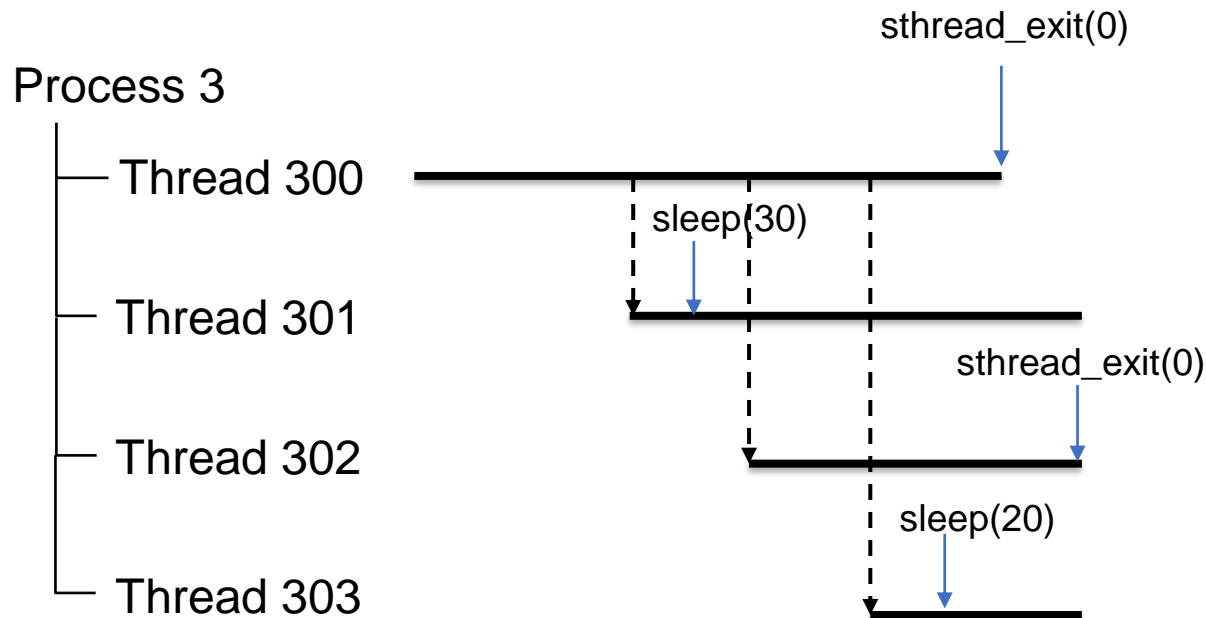 sthread_exit(0)
Process 3
Thread 300
sleep(30)
Thread 301
sthread_exit(0)
Thread 302
sleep(20)
Thread 303